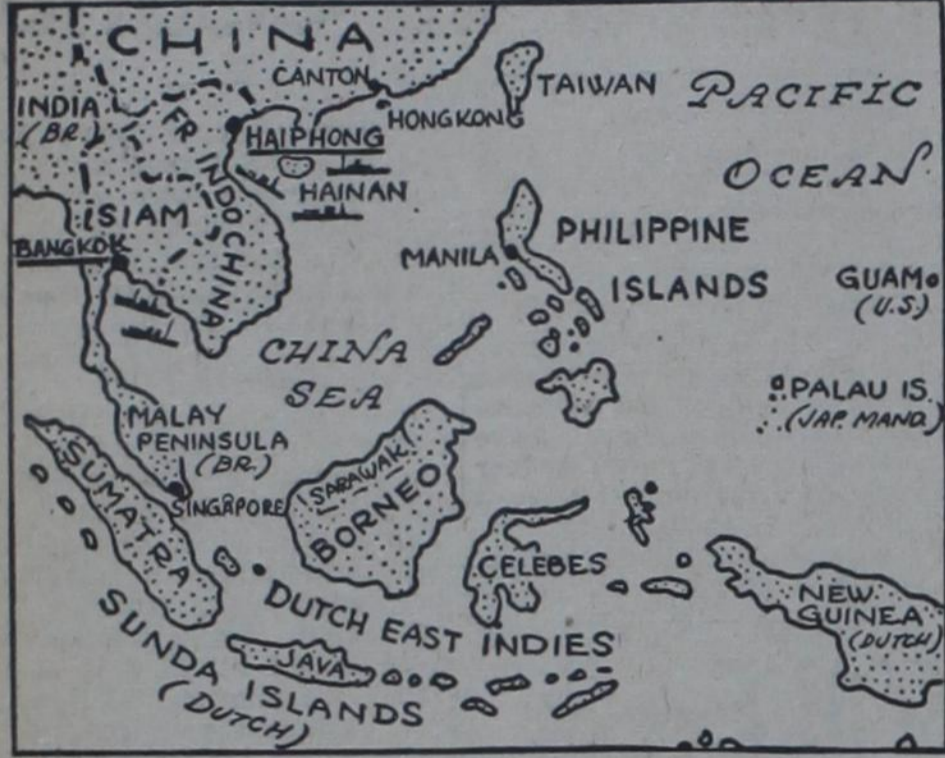 CHINA
CANTON
TAIWAN
PACIFIC
OCEAN
INDIA
(BR.)
FR. INDOCHINA
HAIPHONG
HONGKONG
HAINAN
SIAM
BANGKOK
MANILA
PHILIPPINE
ISLANDS
GUAM
(U.S.)
CHINA
SEA
PALAU IS.
(JAP. MAND.)
MALAY
PENINSULA
(BR.)
SINGAPORE
SUMATRA
SARAWAK
BORNEO
CELEBES
NEW
GUINEA
(DUTCH)
DUTCH EAST INDIES
JAVA
SUNDA ISLANDS
(DUTCH)